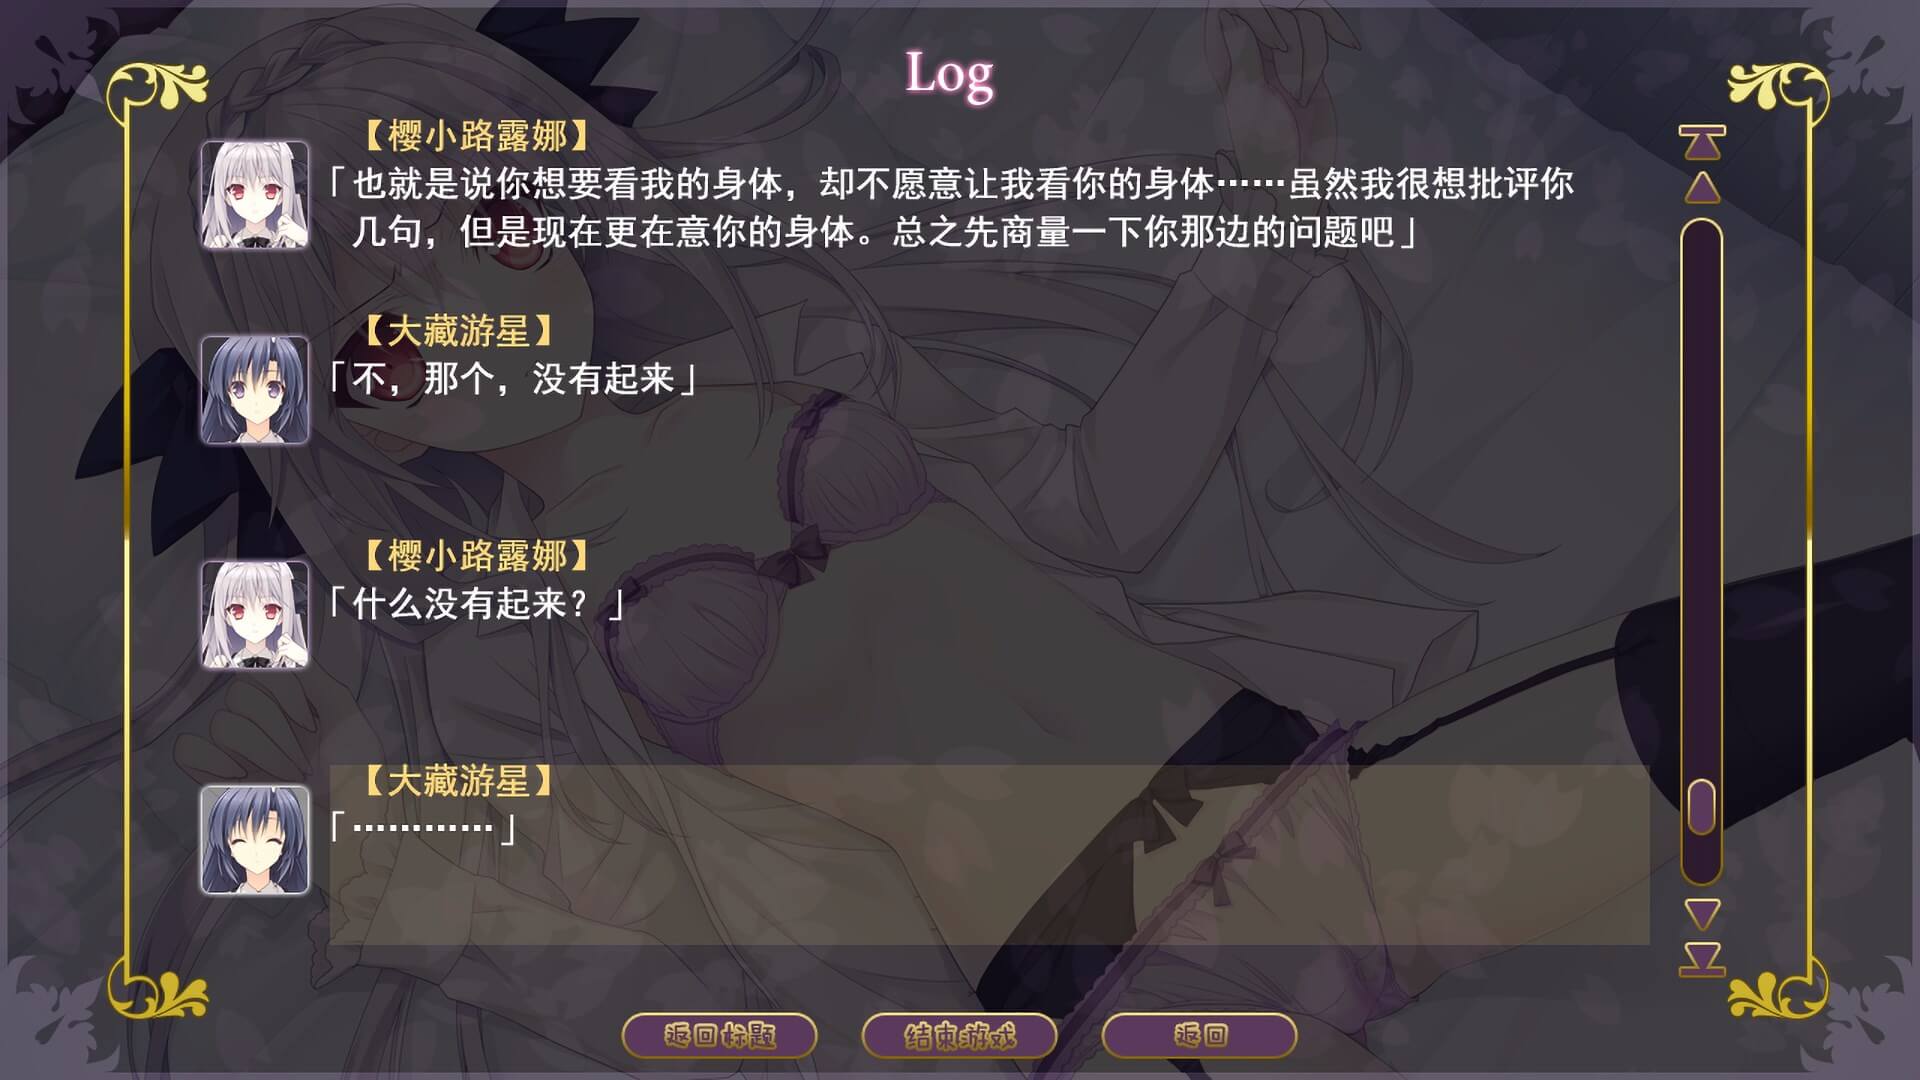 Log
【樱小路露娜】
「也就是说你想要看我的身体，却不愿意让我看你的身体……虽然我很想批评你
几句，但是现在更在意你的身体。总之先商量一下你那边的问题吧」
【大藏游星】
「不，那个，没有起来」
【樱小路露娜】
「什么没有起来？」
【大藏游星】
「…………」
返回标题
结束游戏
返回